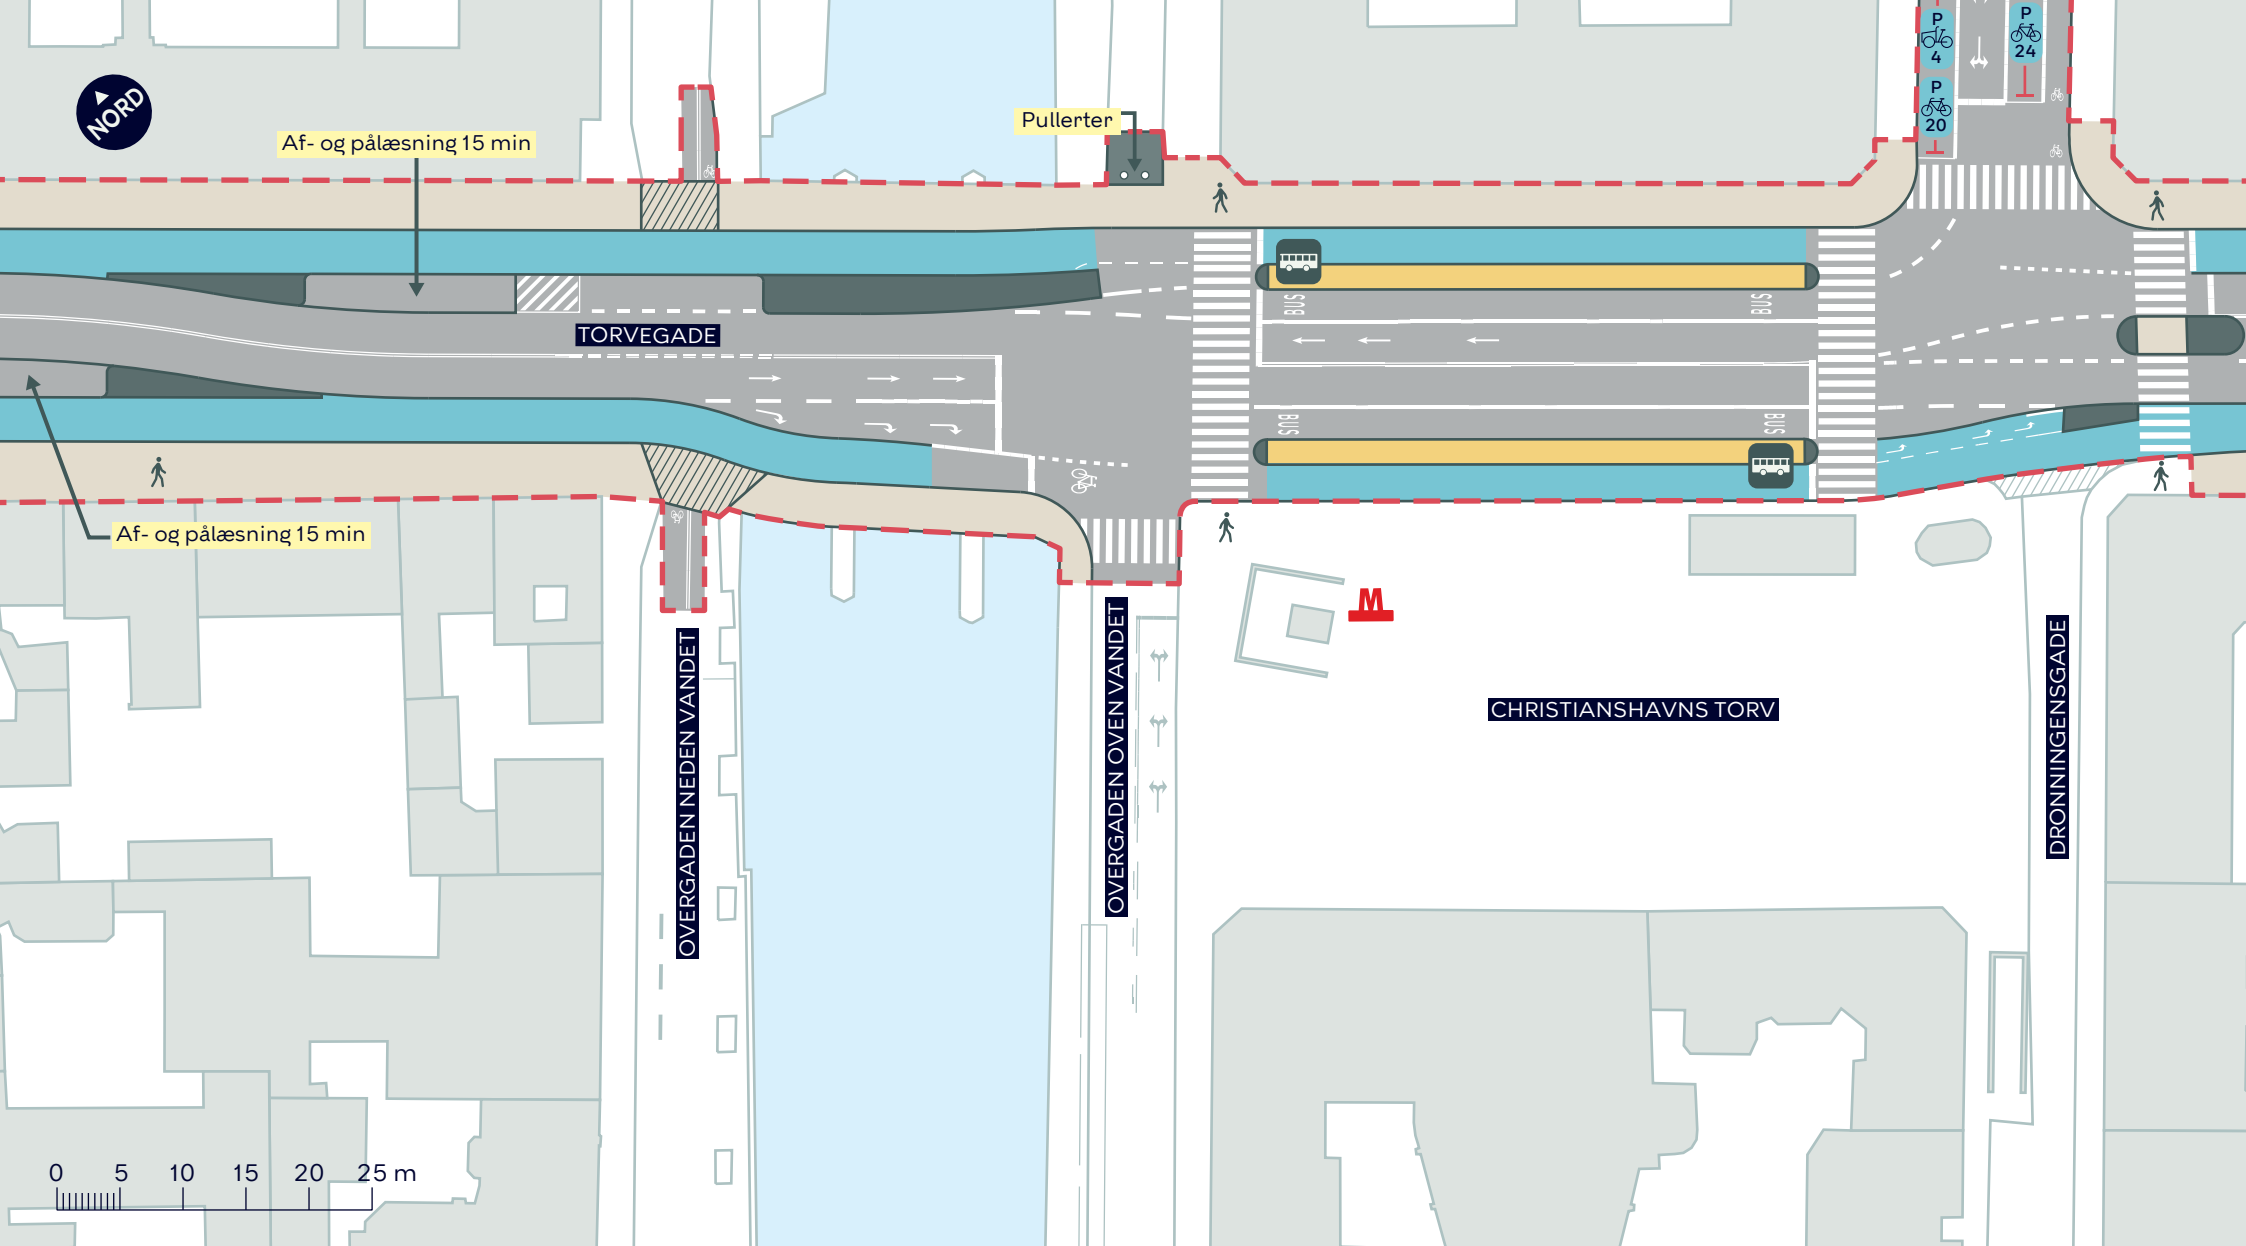 P
4
P
24
P
20
NORD
Af- og pålæsning 15 min
Pullerter
BUS
BUS
TORVEGADE
BUS
BUS
Af- og pålæsning 15 min
M
OVERGADEN NEDEN VANDET
OVERGADEN OVEN VANDET
CHRISTIANSHAVNS TORV
DRONNINGENSGADE
0 5 10 15 20 25 m